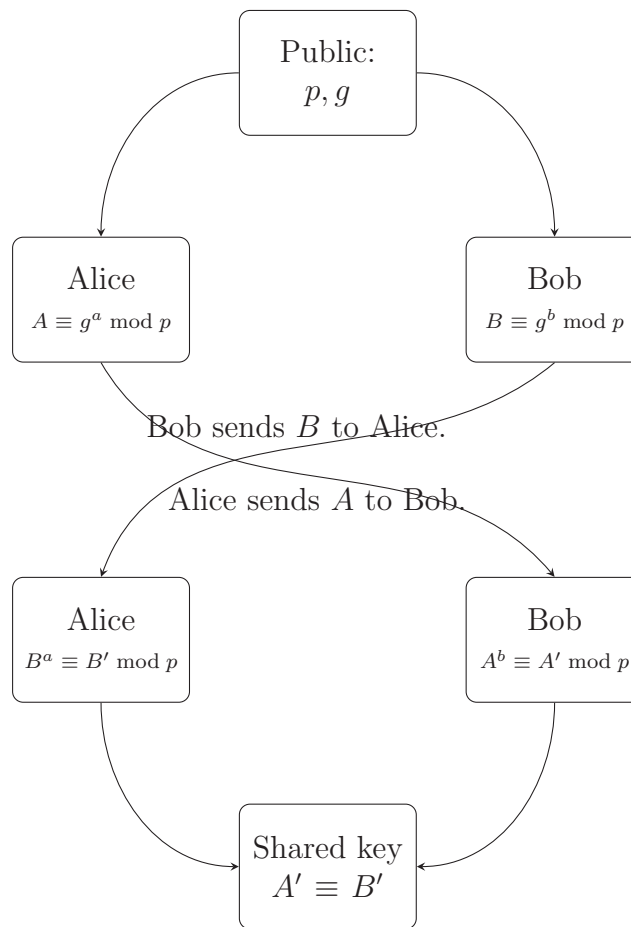 Public:
p, g
Alice
A ≡ g^a mod p
Bob
B ≡ g^b mod p
Bob sends B to Alice.
Alice sends A to Bob.
Alice
B^a ≡ B′ mod p
Bob
A^b ≡ A′ mod p
Shared key
A′ ≡ B′